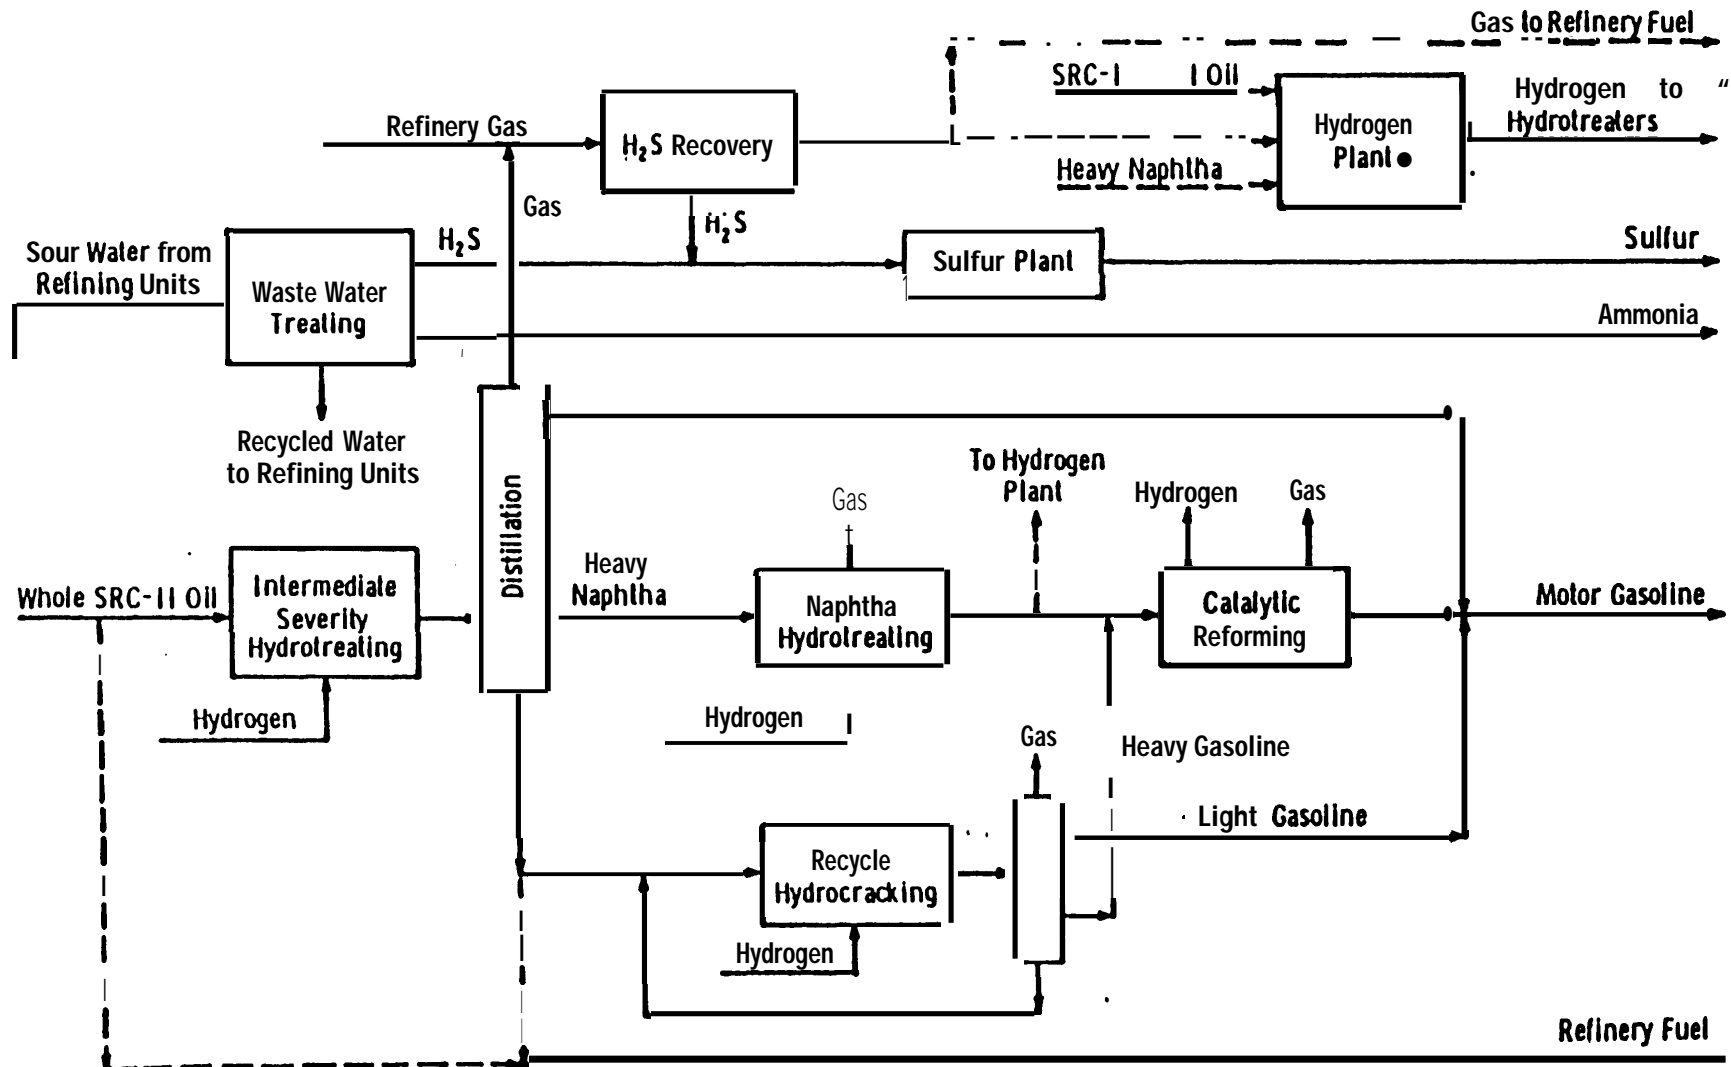 Gas to Refinery Fuel
SRC-I I Oil
Hydrogen to “
Hydrotreaters
Refinery Gas
H₂S Recovery
Hydrogen
Plant ●
Heavy Naphtha
Gas
H₂S
Sour Water from
Refining Units
H₂S
Waste Water
Treating
Sulfur Plant
Sulfur
Ammonia
Recycled Water
to Refining Units
Distillation
To Hydrogen
Plant
Gas
Hydrogen
Gas
Whole SRC-II Oil
Intermediate
Severity
Hydrotreating
Heavy
Naphtha
Naphtha
Hydrotreating
Catalytic
Reforming
Motor Gasoline
Hydrogen
Hydrogen
Gas
Heavy Gasoline
Light Gasoline
Recycle
Hydrocracking
Hydrogen
Refinery Fuel